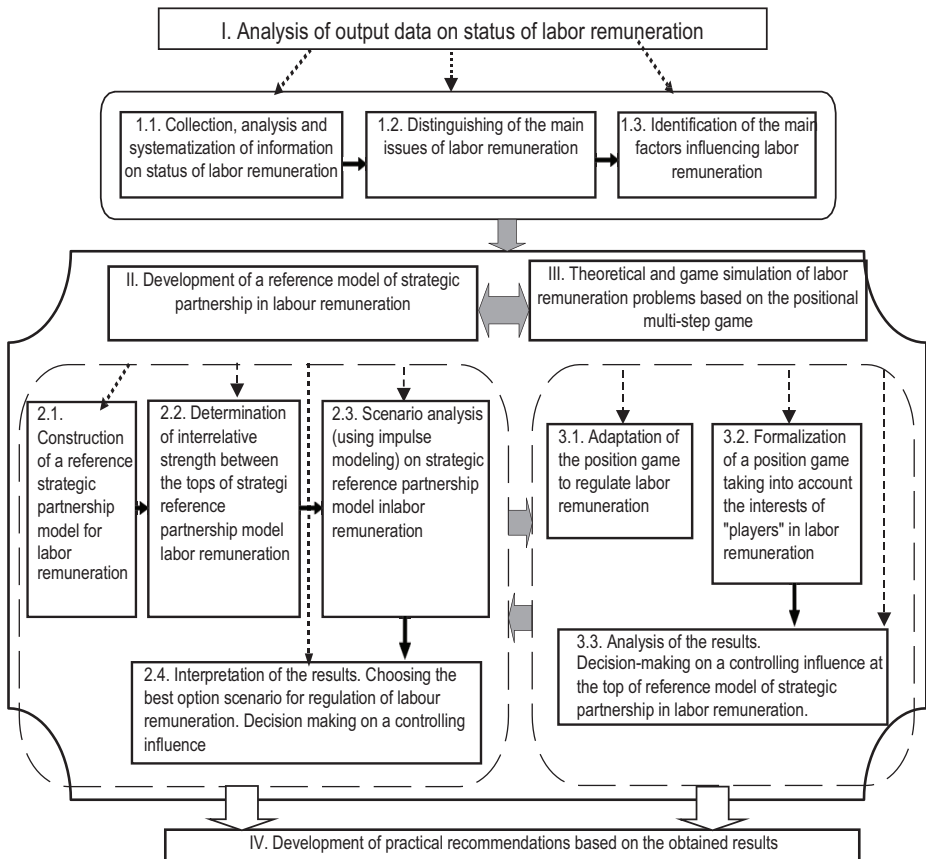 I. Analysis of output data on status of labor remuneration
1.1. Collection, analysis and
systematization of information
on status of labor remuneration
1.2. Distinguishing of the main
issues of labor remuneration
1.3. Identification of the main
factors influencing labor
remuneration
II. Development of a reference model of strategic
partnership in labour remuneration
III. Theoretical and game simulation of labor
remuneration problems based on the positional
multi-step game
2.1.
Construction
of a reference
strategic
partnership
model for
labor
remuneration
2.2. Determination
of interrelative
strength between
the tops of strategi
reference
partnership model
labor remuneration
2.3. Scenario analysis
(using impulse
modeling) on strategic
reference partnership
model inlabor
remuneration
3.1. Adaptation of
the position game
to regulate labor
remuneration
3.2. Formalization
of a position game
taking into account
the interests of
"players" in labor
remuneration
2.4. Interpretation of the results. Choosing the
best option scenario for regulation of labour
remuneration. Decision making on a controlling
influence
3.3. Analysis of the results.
Decision-making on a controlling influence at
the top of reference model of strategic
partnership in labor remuneration.
IV. Development of practical recommendations based on the obtained results